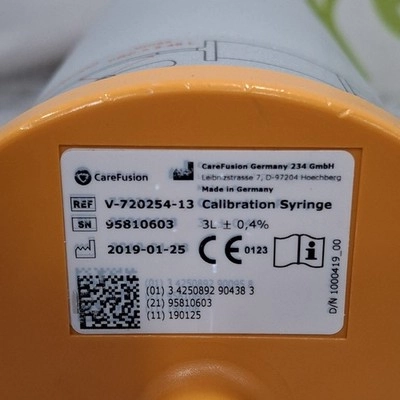 CareFusion
CareFusion Germany 234 GmbH
Leibnizstrasse 7, D-97204 Hoechberg
Made in Germany
REF V-720254-13 Calibration Syringe
SN 95810603 3L ± 0,4%
2019-01-25 CE 0123
(01) 3 4250892 90438 3
(21) 95810603
(11) 190125
D/N 1000419_00